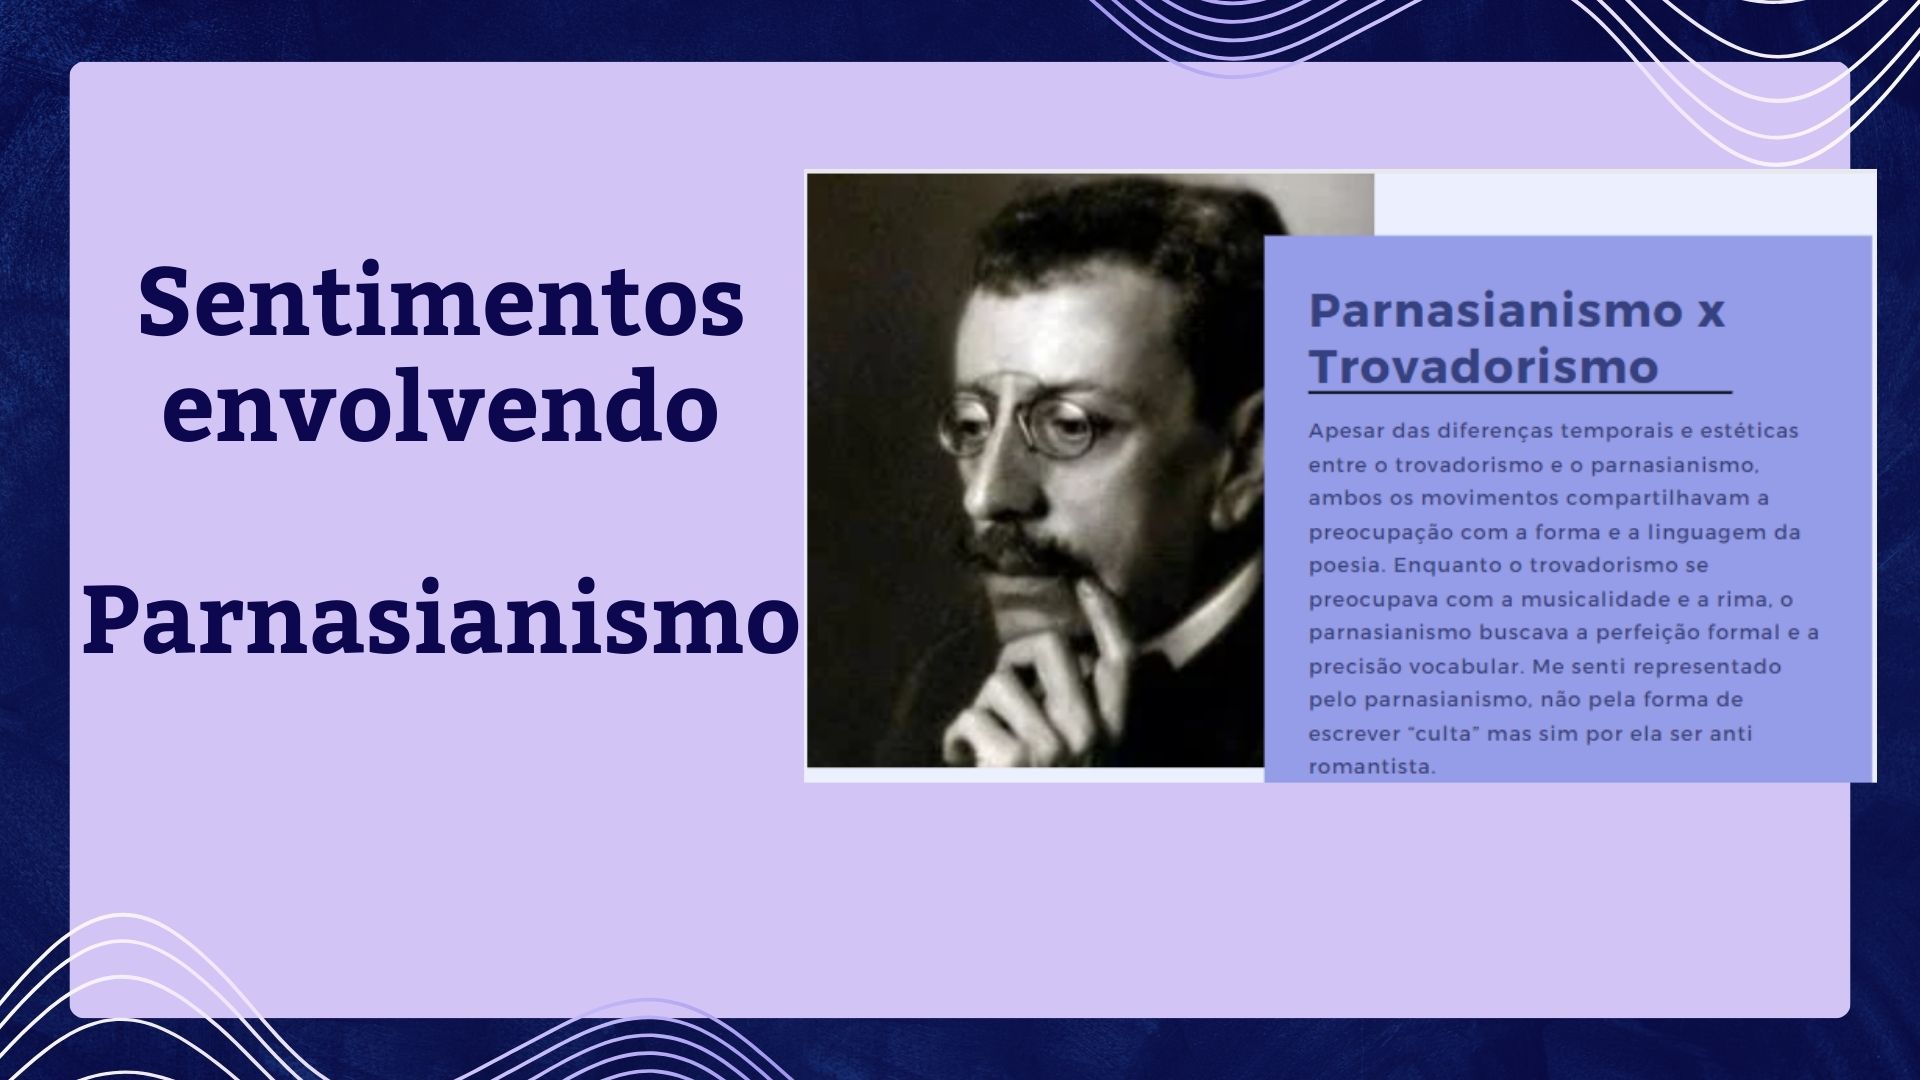 Sentimentos
envolvendo
Parnasianismo
Parnasianismo x
Trovadorismo
Apesar das diferenças temporais e estéticas
entre o trovadorismo e o parnasianismo,
ambos os movimentos compartilhavam a
preocupação com a forma e a linguagem da
poesia. Enquanto o trovadorismo se
preocupava com a musicalidade e a rima, o
parnasianismo buscava a perfeição formal e a
precisão vocabular. Me senti representado
pelo parnasianismo, não pela forma de
escrever “culta” mas sim por ela ser anti
romantista.